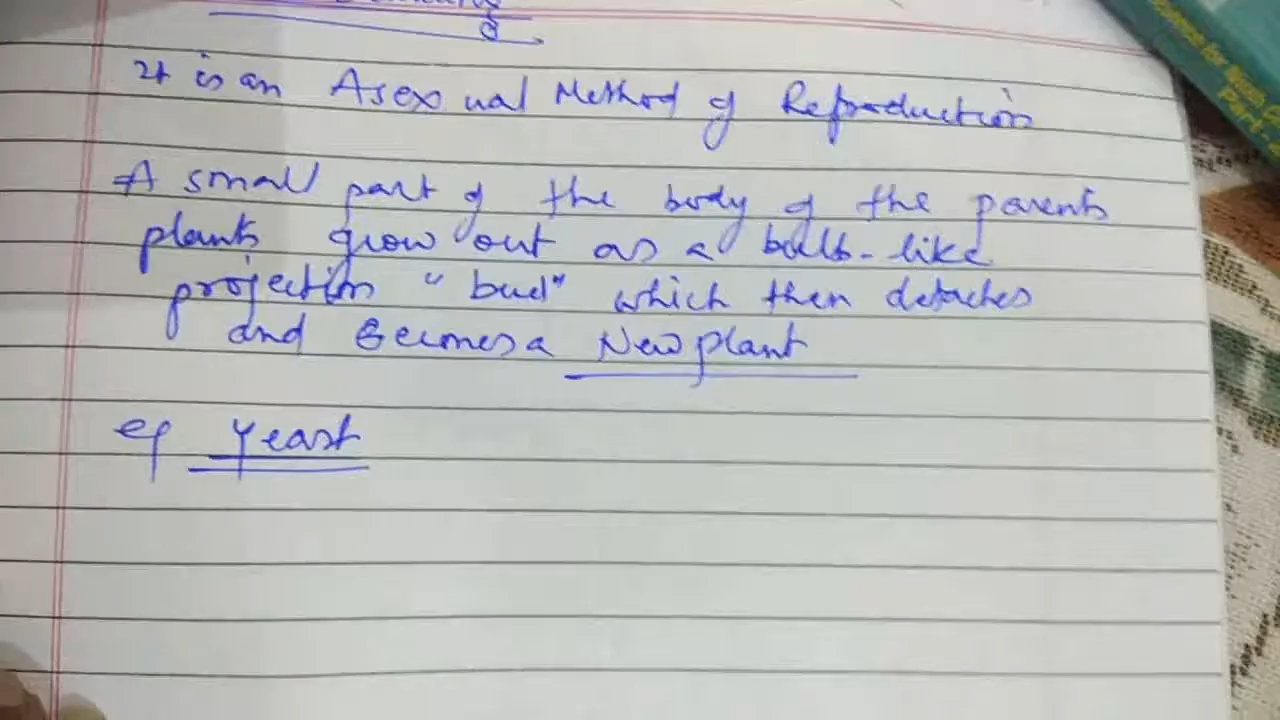 It is an Asexual Method of Reproduction
A small part of the body of the parents
plants grow out as a bulb-like
projection "bud" which then detaches
and Becomes a New plant
eg Yeast